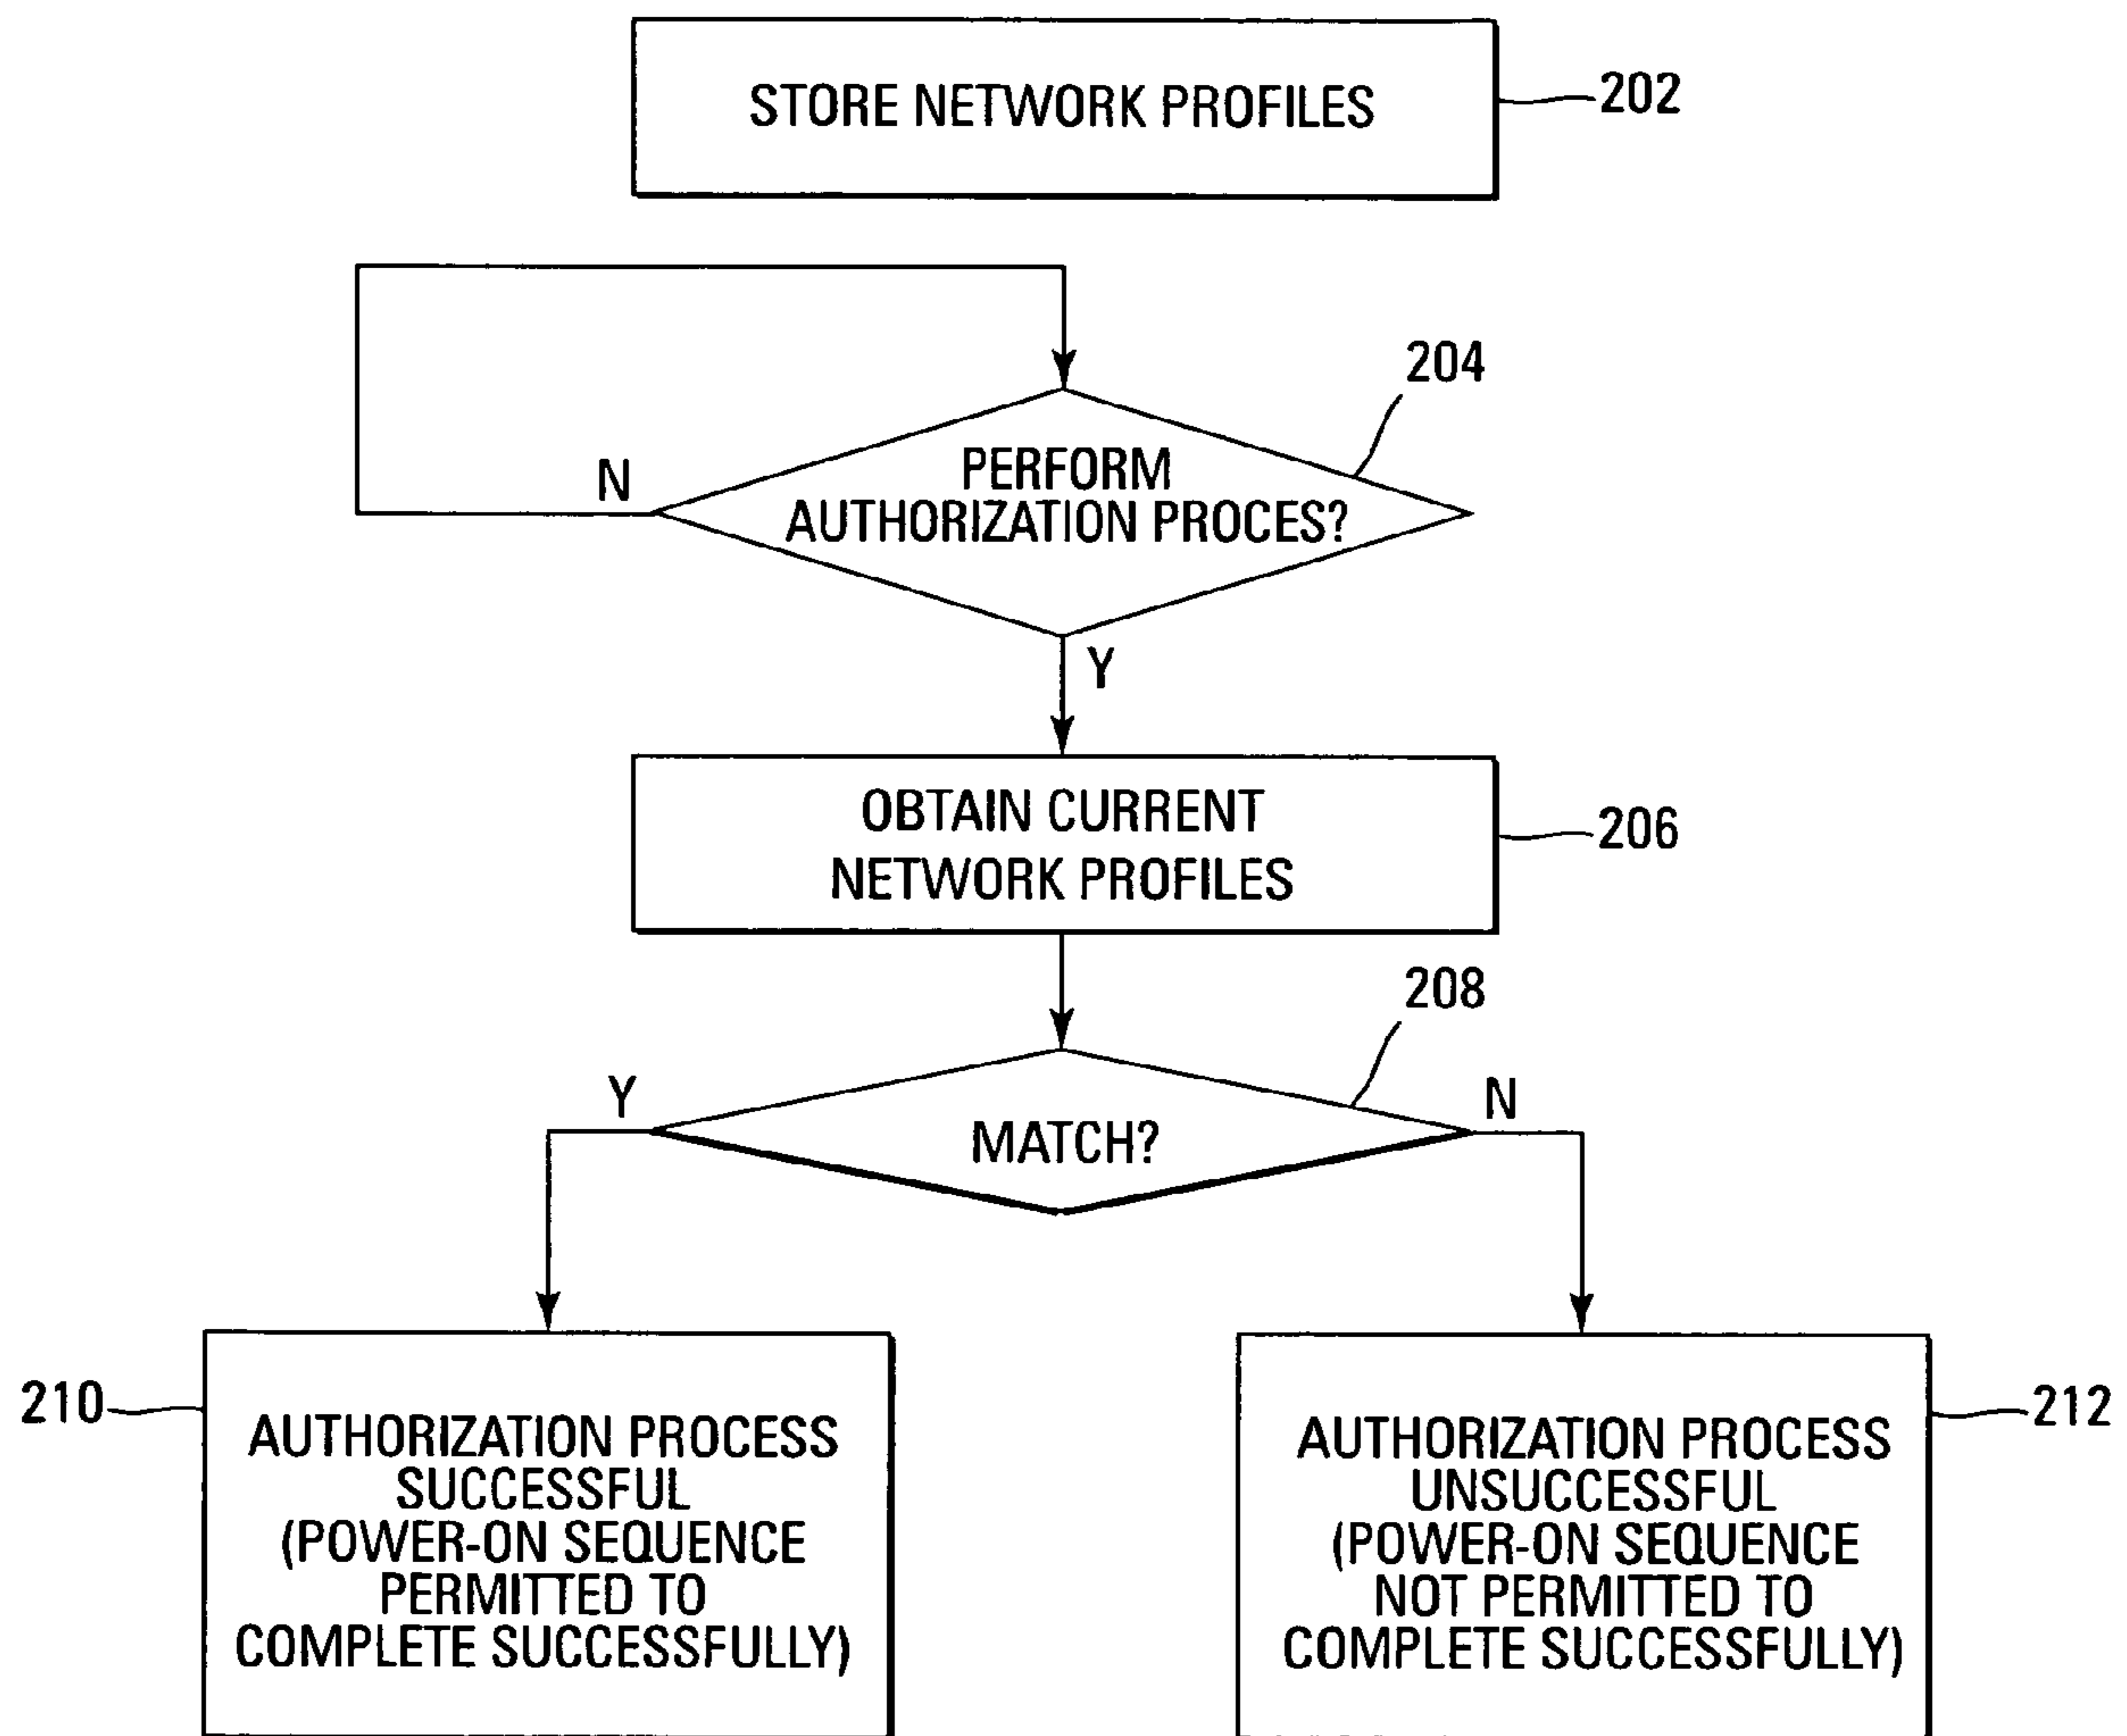 STORE NETWORK PROFILES
202
204
N
PERFORM
AUTHORIZATION PROCES?
Y
OBTAIN CURRENT
NETWORK PROFILES
206
208
Y
N
MATCH?
210
AUTHORIZATION PROCESS
SUCCESSFUL
(POWER-ON SEQUENCE
PERMITTED TO
COMPLETE SUCCESSFULLY)
212
AUTHORIZATION PROCESS
UNSUCCESSFUL
(POWER-ON SEQUENCE
NOT PERMITTED TO
COMPLETE SUCCESSFULLY)